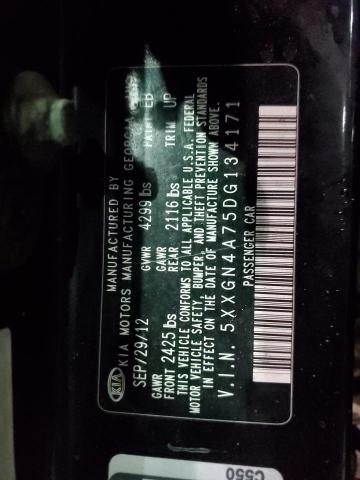 MANUFACTURED BY
KIA KIA MOTORS MANUFACTURING GEORGIA
SEP/29/12 GVWR 4299 lbs PAINT EB
GAWR FRONT 2425 lbs GAWR REAR 2116 lbs TRIM UP
THIS VEHICLE CONFORMS TO ALL APPLICABLE U.S.A. FEDERAL
MOTOR VEHICLE SAFETY, BUMPER, AND THEFT PREVENTION STANDARDS
IN EFFECT ON THE DATE OF MANUFACTURE SHOWN ABOVE.
V.I.N. 5XXGN4A75DG134171
PASSENGER CAR
C550